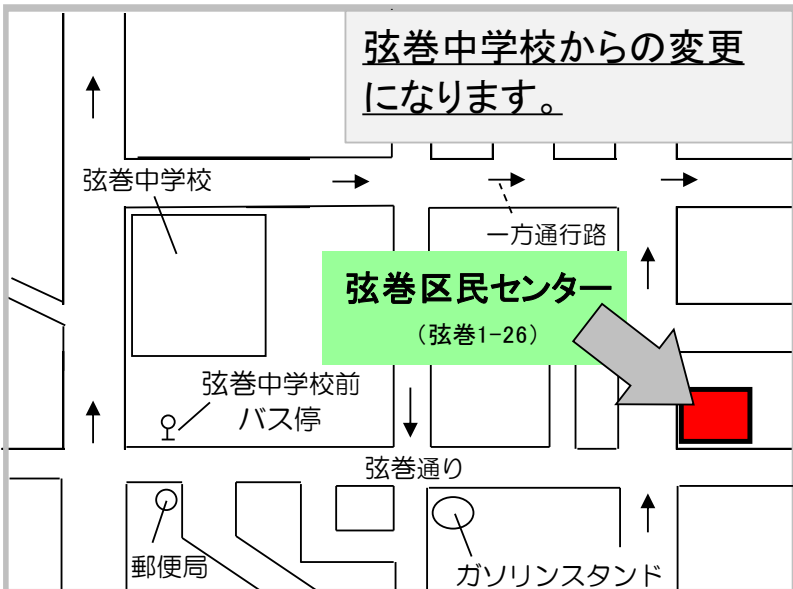 弦巻中学校からの変更
になります。
弦巻中学校
一方通行路
弦巻区民センター
（弦巻1-26）
弦巻中学校前
バス停
弦巻通り
郵便局
ガソリンスタンド